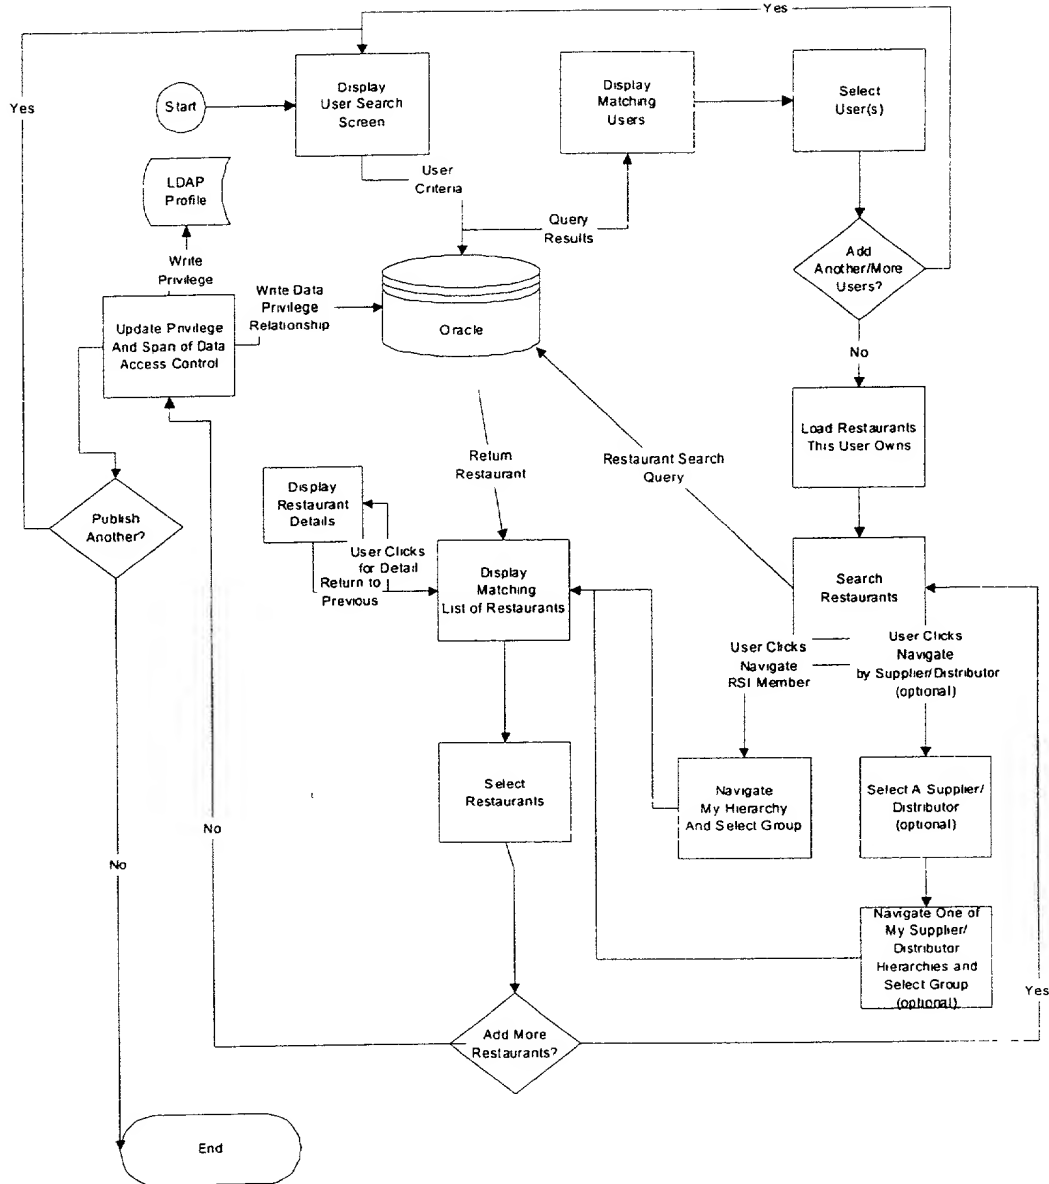 Yes
Display
User Search
Screen
Start
Yes
Display
Matching
Users
Select
User(s)
LDAP
Profile
User
Criteria
Query
Results
Add
Another/More
Users?
Write
Privilege
Write Data
Privilege
Relationship
Oracle
Update Privilege
And Span of Data
Access Control
No
Load Restaurants
This User Owns
Return
Restaurant
Restaurant Search
Query
Display
Restaurant
Details
Publish
Another?
User Clicks
for Detail
Return to
Previous
Display
Matching
List of Restaurants
Search
Restaurants
User Clicks
Navigate
RSI Member
User Clicks
Navigate
by Supplier/Distributor
(optional)
Select
Restaurants
Navigate
My Hierarchy
And Select Group
Select A Supplier/
Distributor
(optional)
No
No
Navigate One of
My Supplier/
Distributor
Hierarchies and
Select Group
(optional)
Yes
Add More
Restaurants?
End